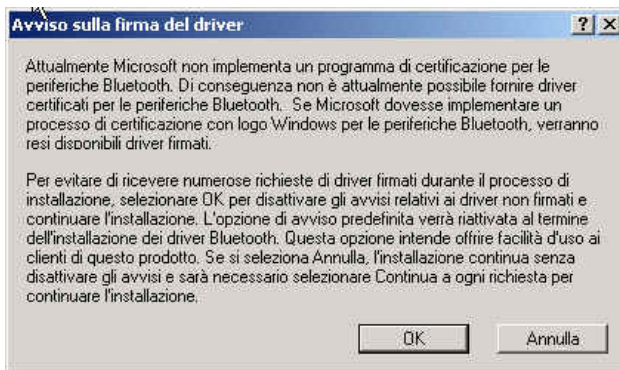 Avviso sulla firma del driver
Attualmente Microsoft non implementa un programma di certificazione per le
periferiche Bluetooth. Di conseguenza non è attualmente possibile fornire driver
certificati per le periferiche Bluetooth. Se Microsoft dovesse implementare un
processo di certificazione con logo Windows per le periferiche Bluetooth, verranno
resi disponibili driver firmati.
Per evitare di ricevere numerose richieste di driver firmati durante il processo di
installazione, selezionare OK per disattivare gli avvisi relativi ai driver non firmati e
continuare l'installazione. L'opzione di avviso predefinita verrà riattivata al termine
dell'installazione dei driver Bluetooth. Questa opzione intende offrire facilità d'uso ai
clienti di questo prodotto. Se si seleziona Annulla, l'installazione continua senza
disattivare gli avvisi e sarà necessario selezionare Continua a ogni richiesta per
continuare l'installazione.
OK Annulla